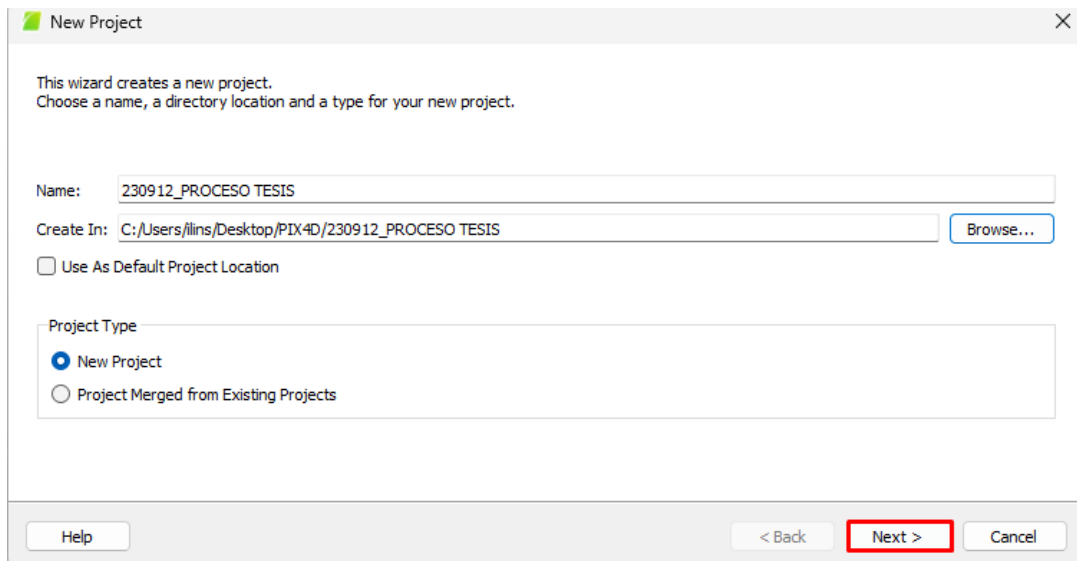 New Project
This wizard creates a new project.
Choose a name, a directory location and a type for your new project.
Name: 230912_PROCESO TESIS
Create In: C:/Users/ilins/Desktop/PIX4D/230912_PROCESO TESIS Browse...
Use As Default Project Location
Project Type
New Project
Project Merged from Existing Projects
Help < Back Next > Cancel